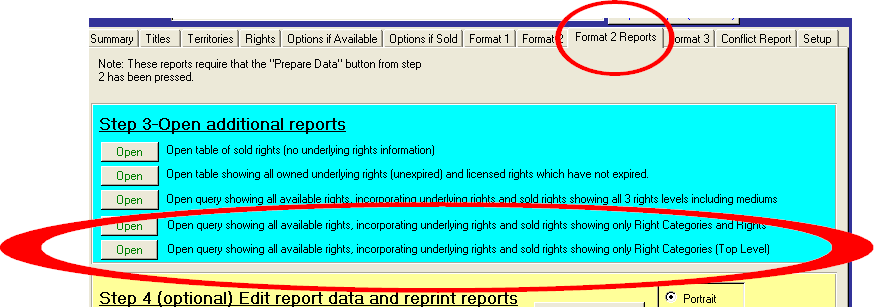 Summary Titles Territories Rights Options if Available Options if Sold Format 1 Format 2 Format 2 Reports Format 3 Conflict Report Setup
Note: These reports require that the "Prepare Data" button from step
2 has been pressed.
Step 3-Open additional reports
Open Open table of sold rights (no underlying rights information)
Open Open table showing all owned underlying rights (unexpired) and licensed rights which have not expired.
Open Open query showing all available rights, incorporating underlying rights and sold rights showing all 3 rights levels including mediums
Open Open query showing all available rights, incorporating underlying rights and sold rights showing only Right Categories and Rights
Open Open query showing all available rights, incorporating underlying rights and sold rights showing only Right Categories (Top Level)
Step 4 (optional) Edit report data and reprint reports
Portrait